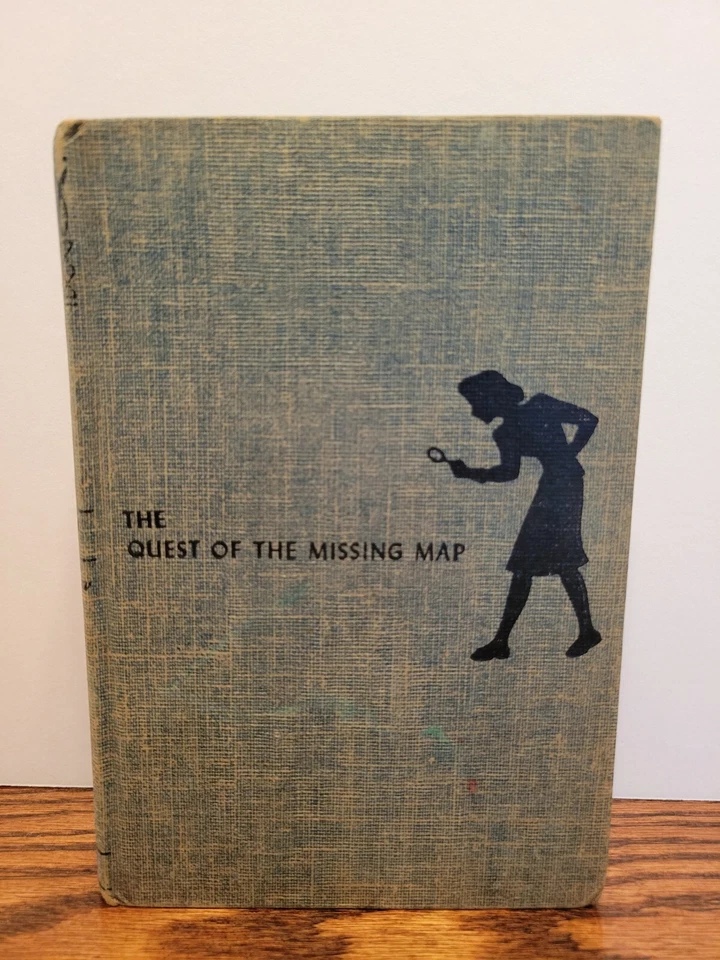 THE
QUEST OF THE MISSING MAP